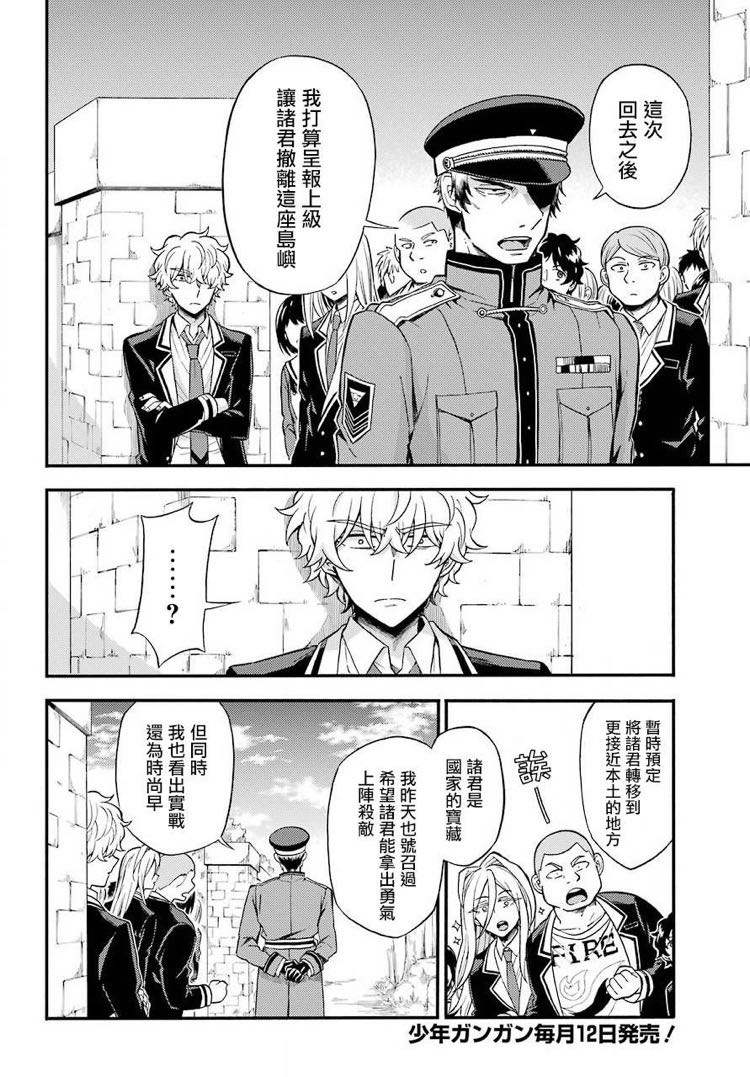 這次
回去之後
我打算呈報上級
讓諸君撤離這座島嶼
⋯⋯?
暫時預定
將諸君轉移到
更接近本土的地方
誒―
FIRE
諸君是
國家的寶藏
我昨天也號召過
希望諸君能拿出勇氣
上陣殺敵
但同時
我也看出實戰
還為時尚早
少年ガンガン毎月12日発売!